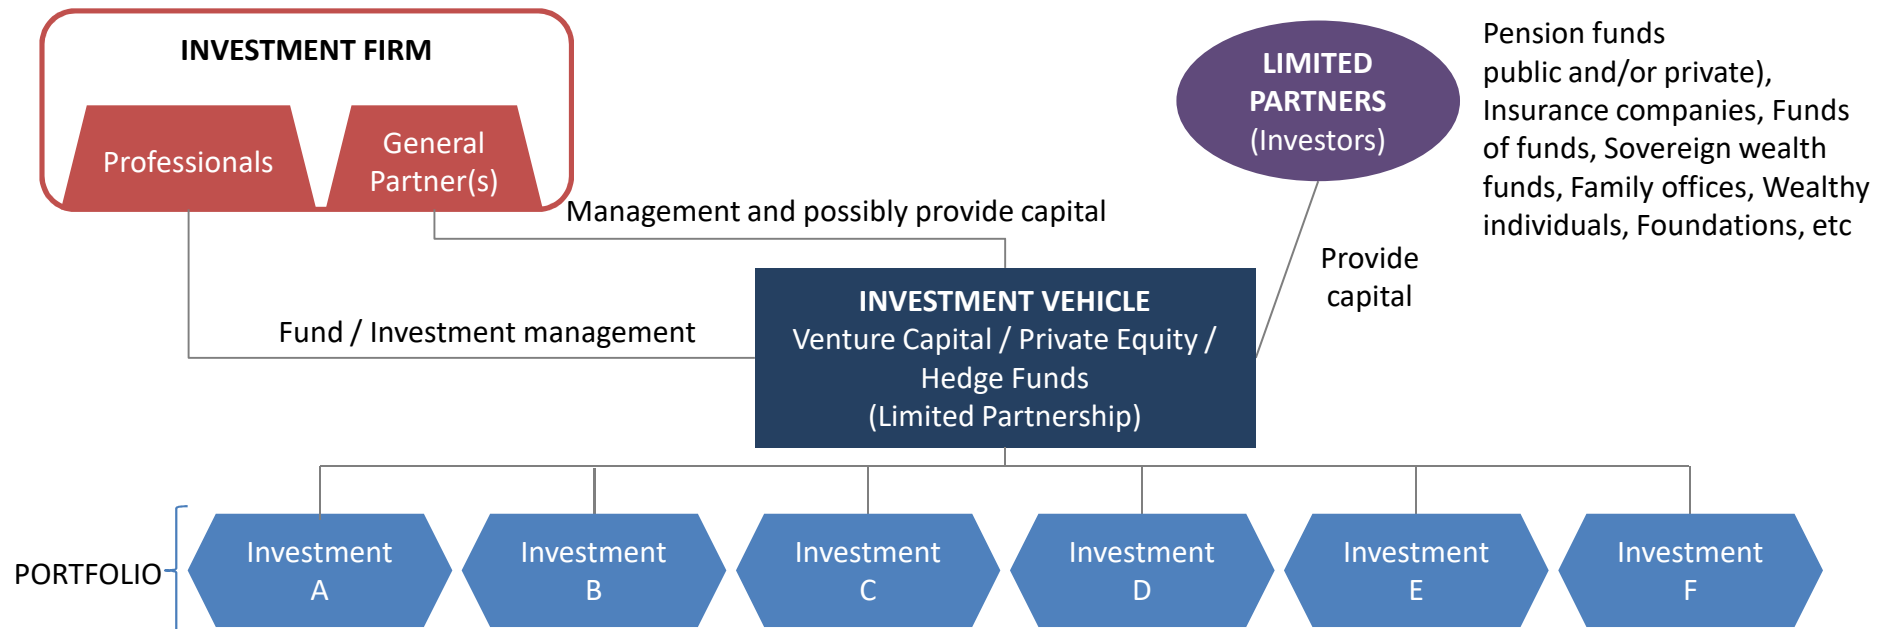 INVESTMENT FIRM
Professionals
General
Partner(s)
LIMITED
PARTNERS
(Investors)
Pension funds
public and/or private),
Insurance companies, Funds
of funds, Sovereign wealth
funds, Family offices, Wealthy
individuals, Foundations, etc
Management and possibly provide capital
Provide
capital
Fund / Investment management
INVESTMENT VEHICLE
Venture Capital / Private Equity /
Hedge Funds
(Limited Partnership)
PORTFOLIO
Investment
A
Investment
B
Investment
C
Investment
D
Investment
E
Investment
F